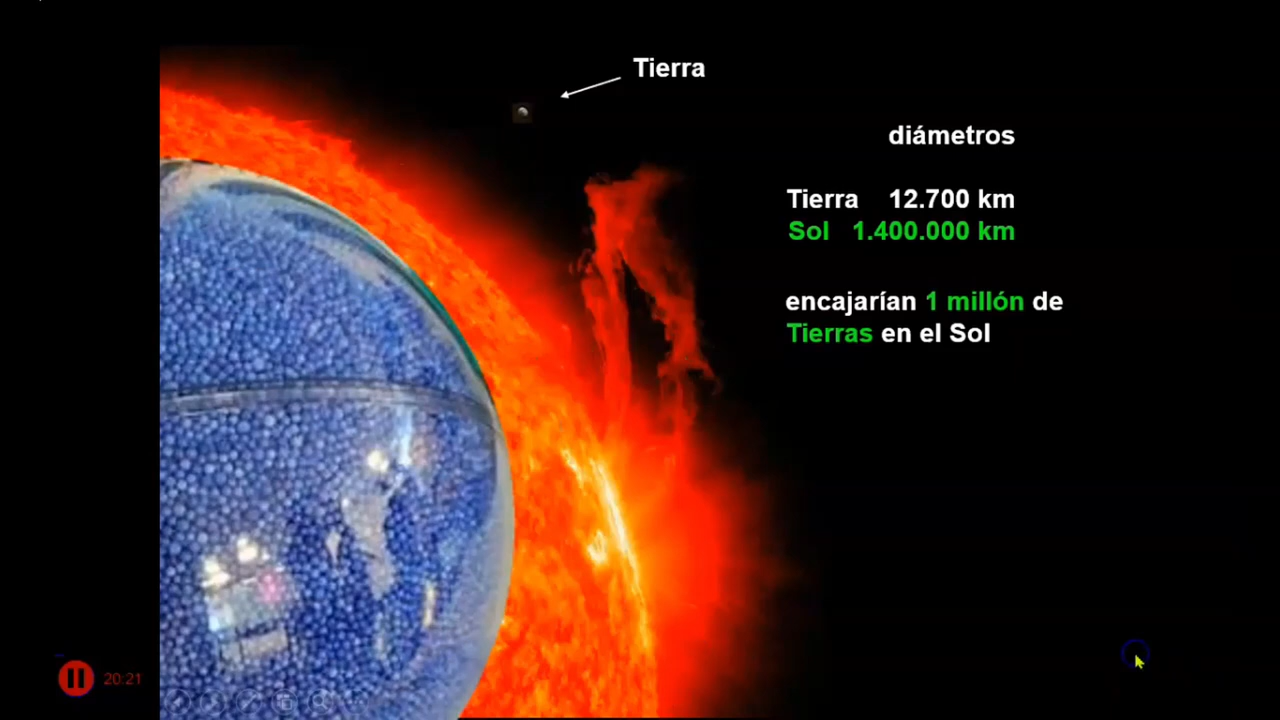 Tierra
diámetros
Tierra 12.700 km
Sol 1.400.000 km
encajarían 1 millón de
Tierras en el Sol
20:21